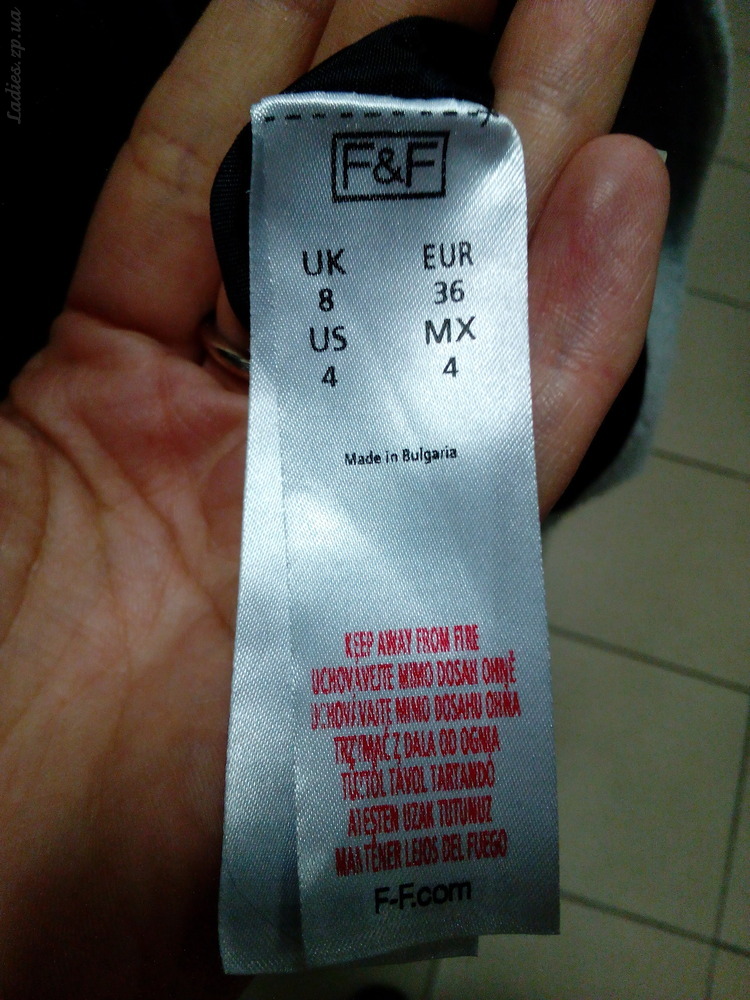 Ladies.zp.ua
F&F
UK EUR
8 36
US MX
4 4
Made in Bulgaria
KEEP AWAY FROM FIRE
UCHOVÁVEJTE MIMO DOSAH OHNĚ
UCHOVÁVAJTE MIMO DOSAHU OHŇA
TRZYMAĆ Z DALA OD OGNIA
TŰZTŐL TÁVOL TARTANDÓ
ATEŞTEN UZAK TUTUNUZ
MANTENER LEJOS DEL FUEGO
F-F.com